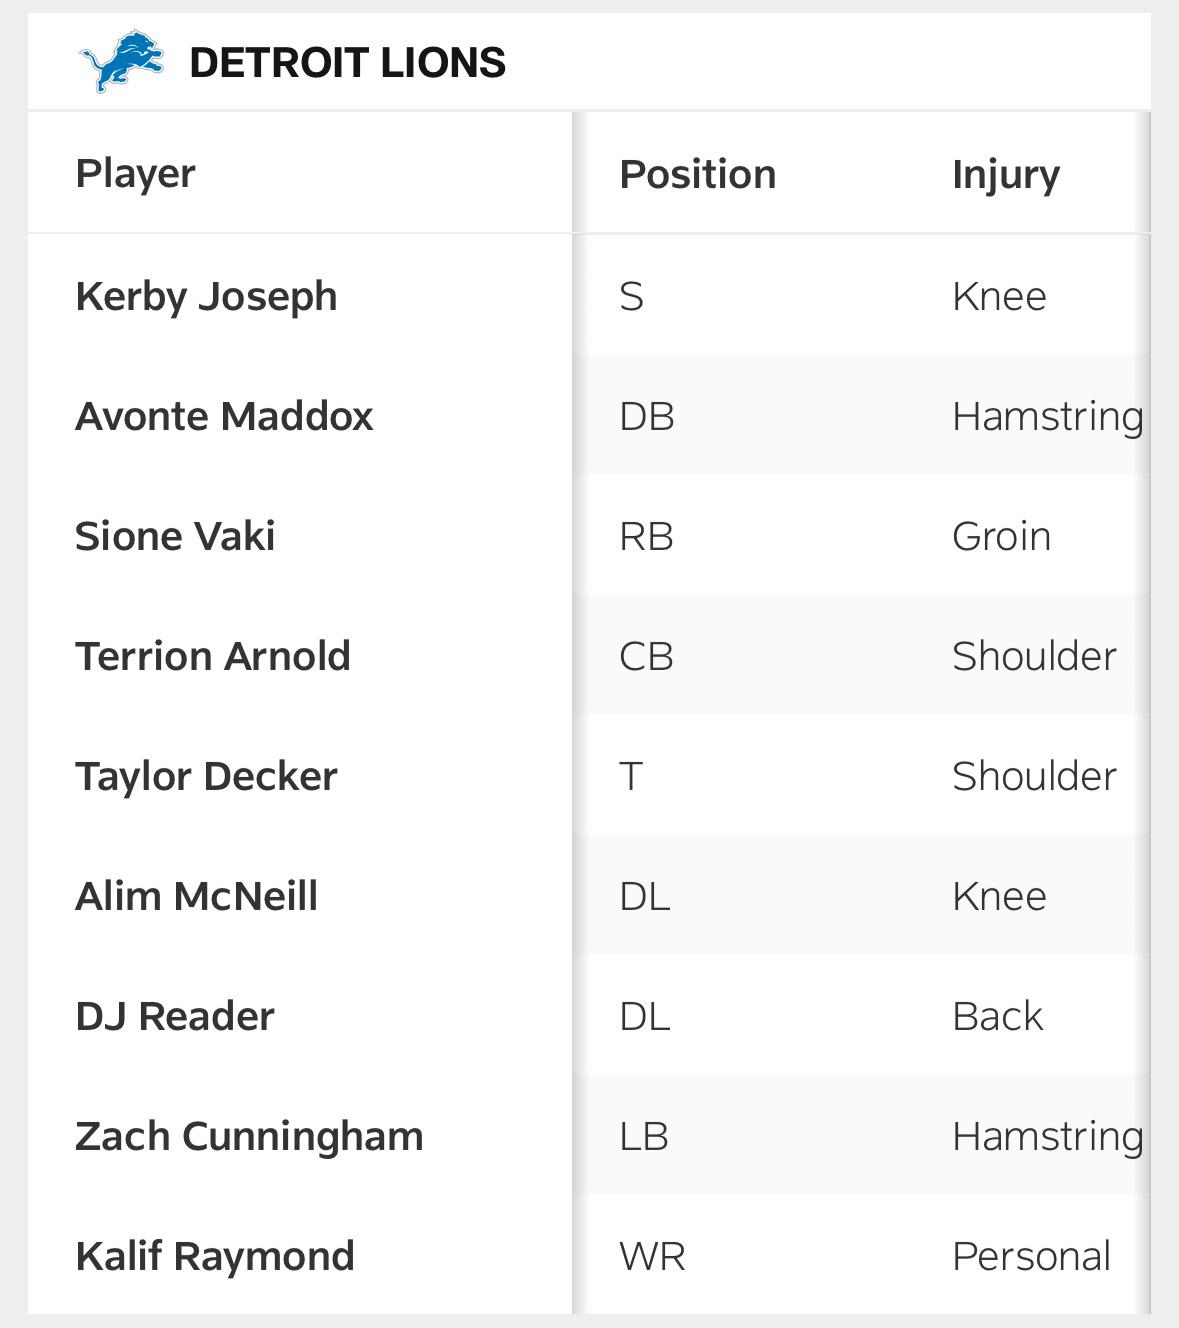 DETROIT LIONS
Player Position Injury
Kerby Joseph S Knee
Avonte Maddox DB Hamstring
Sione Vaki RB Groin
Terrion Arnold CB Shoulder
Taylor Decker T Shoulder
Alim McNeill DL Knee
DJ Reader DL Back
Zach Cunningham LB Hamstring
Kalif Raymond WR Personal